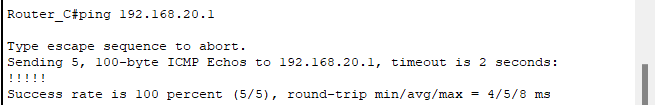 Router_C#ping 192.168.20.1
Type escape sequence to abort.
Sending 5, 100-byte ICMP Echos to 192.168.20.1, timeout is 2 seconds:
!!!!!
Success rate is 100 percent (5/5), round-trip min/avg/max = 4/5/8 ms